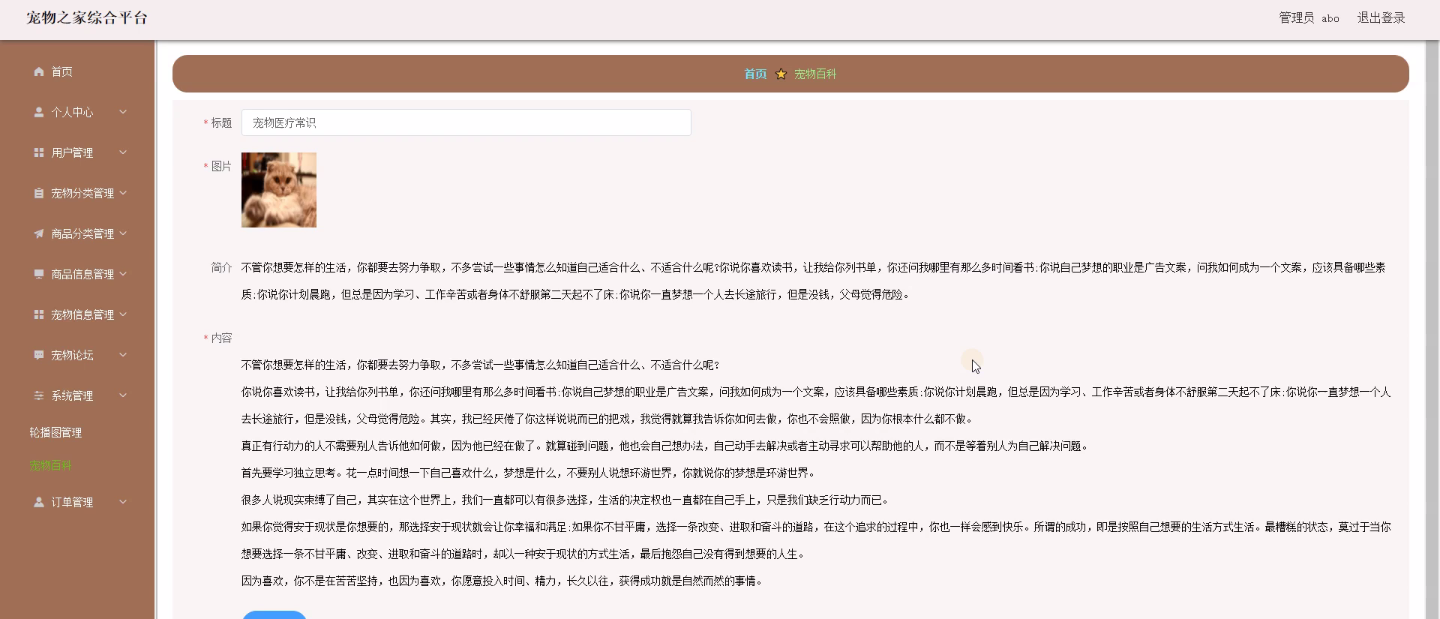 宠物之家综合平台
管理员 abo 退出登录
首页
个人中心
用户管理
宠物分类管理
商品分类管理
商品信息管理
宠物信息管理
宠物论坛
系统管理
轮播图管理
宠物百科
订单管理
首页 宠物百科
* 标题 宠物医疗常识
* 图片
简介 不管你想要怎样的生活，你都要去努力争取，不多尝试一些事情怎么知道自己适合什么、不适合什么呢?你说你喜欢读书，让我给你列书单，你还问我哪里有那么多时间看书;你说自己梦想的职业是广告文案，问我如何成为一个文案，应该具备哪些素
质;你说你计划晨跑，但总是因为学习、工作辛苦或者身体不舒服第二天起不了床;你说你一直梦想一个人去长途旅行，但是没钱，父母觉得危险。
* 内容
不管你想要怎样的生活，你都要去努力争取，不多尝试一些事情怎么知道自己适合什么、不适合什么呢?
你说你喜欢读书，让我给你列书单，你还问我哪里有那么多时间看书;你说自己梦想的职业是广告文案，问我如何成为一个文案，应该具备哪些素质;你说你计划晨跑，但总是因为学习、工作辛苦或者身体不舒服第二天起不了床;你说你一直梦想一个人
去长途旅行，但是没钱，父母觉得危险。其实，我已经厌倦了你这样说说而已的把戏，我觉得就算我告诉你如何去做，你也不会照做，因为你根本什么都不做。
真正有行动力的人不需要别人告诉他如何做，因为他已经在做了。就算碰到问题，他也会自己想办法，自己动手去解决或者主动寻求可以帮助他的人，而不是等着别人为自己解决问题。
首先要学习独立思考。花一点时间想一下自己喜欢什么，梦想是什么，不要别人说想环游世界，你就说你的梦想是环游世界。
很多人说现实束缚了自己，其实在这个世界上，我们一直都可以有很多选择，生活的决定权也一直都在自己手上，只是我们缺乏行动力而已。
如果你觉得安于现状是你想要的，那选择安于现状就会让你幸福和满足;如果你不甘平庸，选择一条改变、进取和奋斗的道路，在这个追求的过程中，你也一样会感到快乐。所谓的成功，即是按照自己想要的生活方式生活。最糟糕的状态，莫过于当你
想要选择一条不甘平庸、改变、进取和奋斗的道路时，却以一种安于现状的方式生活，最后抱怨自己没有得到想要的人生。
因为喜欢，你不是在苦苦坚持，也因为喜欢，你愿意投入时间、精力，长久以往，获得成功就是自然而然的事情。